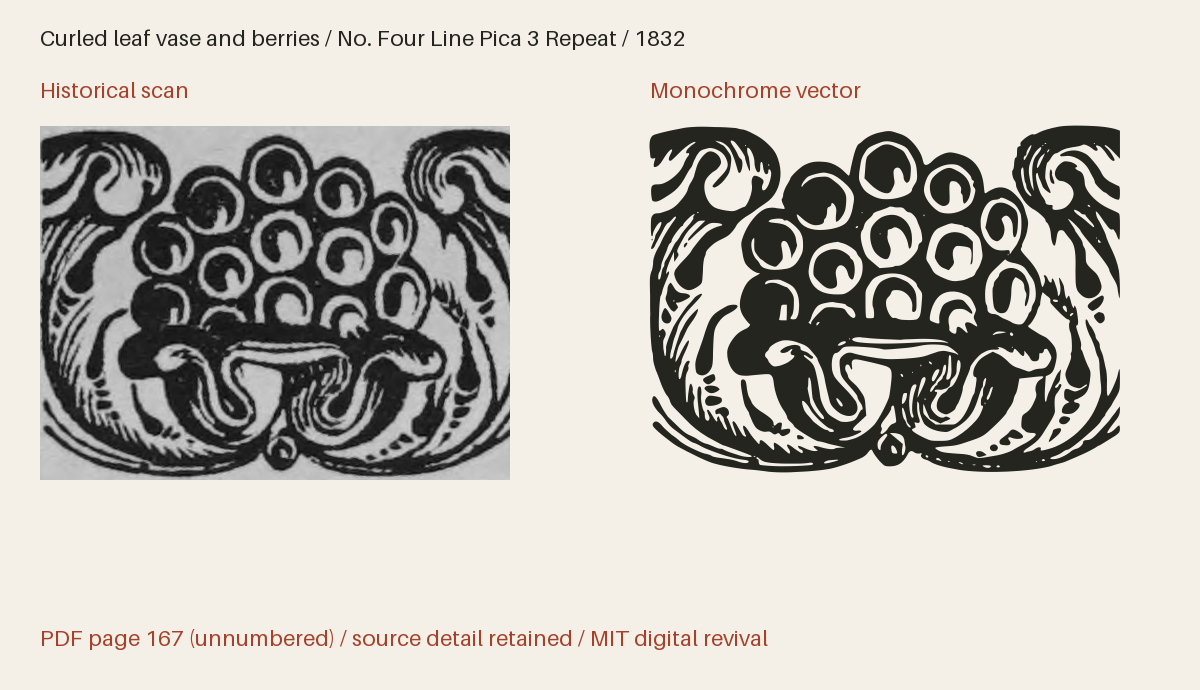 Curled leaf vase and berries / No. Four Line Pica 3 Repeat / 1832
Historical scan
Monochrome vector
PDF page 167 (unnumbered) / source detail retained / MIT digital revival